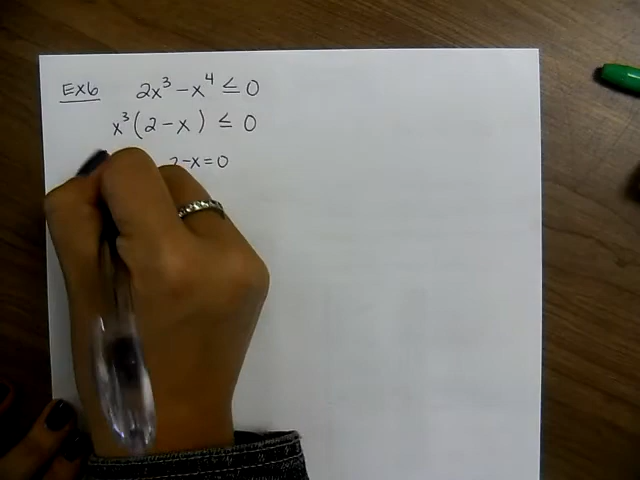 Ex6 2x³ - x⁴ ≤ 0
x³(2 - x) ≤ 0
2-x=0